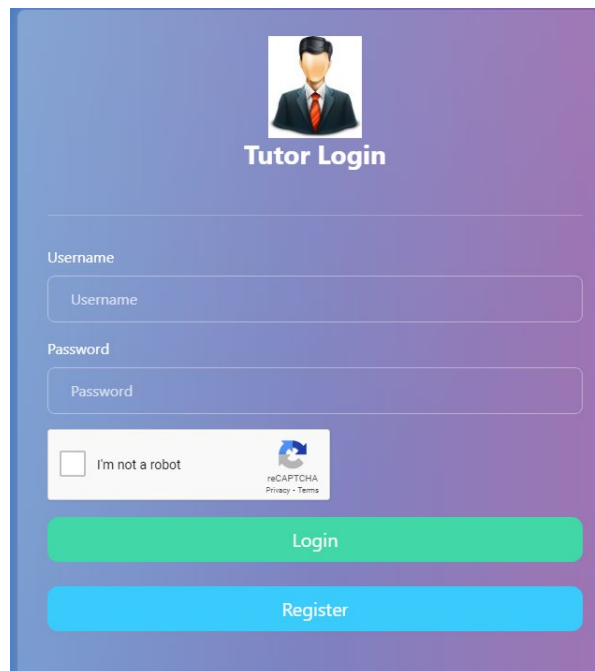 Tutor Login
Username
Username
Password
Password
I'm not a robot
reCAPTCHA
Privacy - Terms
Login
Register